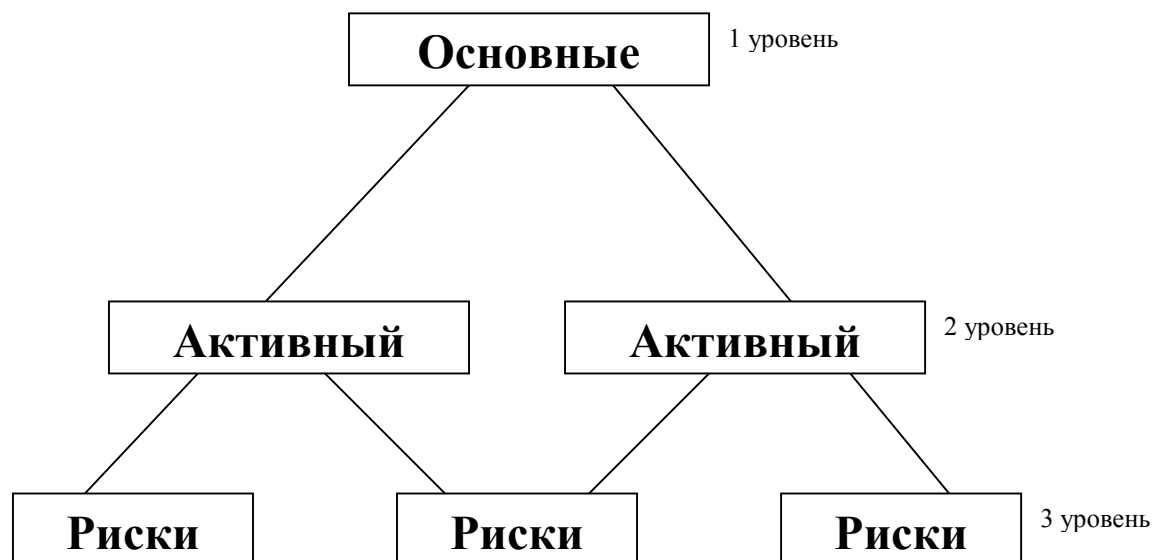 Основные
1 уровень
Активный
Активный
2 уровень
Риски
Риски
Риски
3 уровень